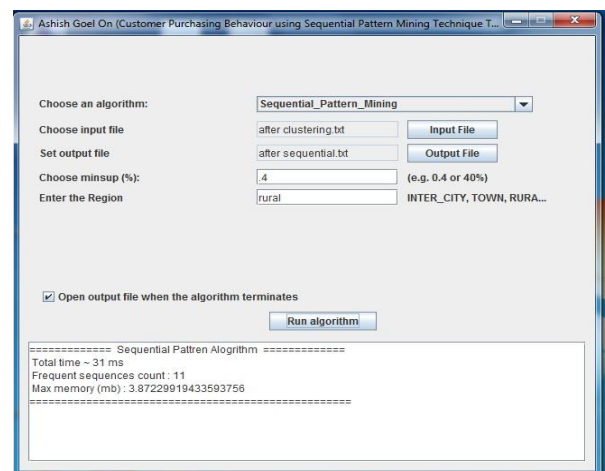 Ashish Goel On (Customer Purchasing Behaviour using Sequential Pattern Mining Technique T...
Choose an algorithm: Sequential_Pattern_Mining
Choose input file after clustering.txt Input File
Set output file after sequential.txt Output File
Choose minsup (%): .4 (e.g. 0.4 or 40%)
Enter the Region rural INTER_CITY, TOWN, RURA...
Open output file when the algorithm terminates
Run algorithm
============= Sequential Pattren Alogrithm =============
Total time ~ 31 ms
Frequent sequences count : 11
Max memory (mb) : 3.87229919433593756
====================================================